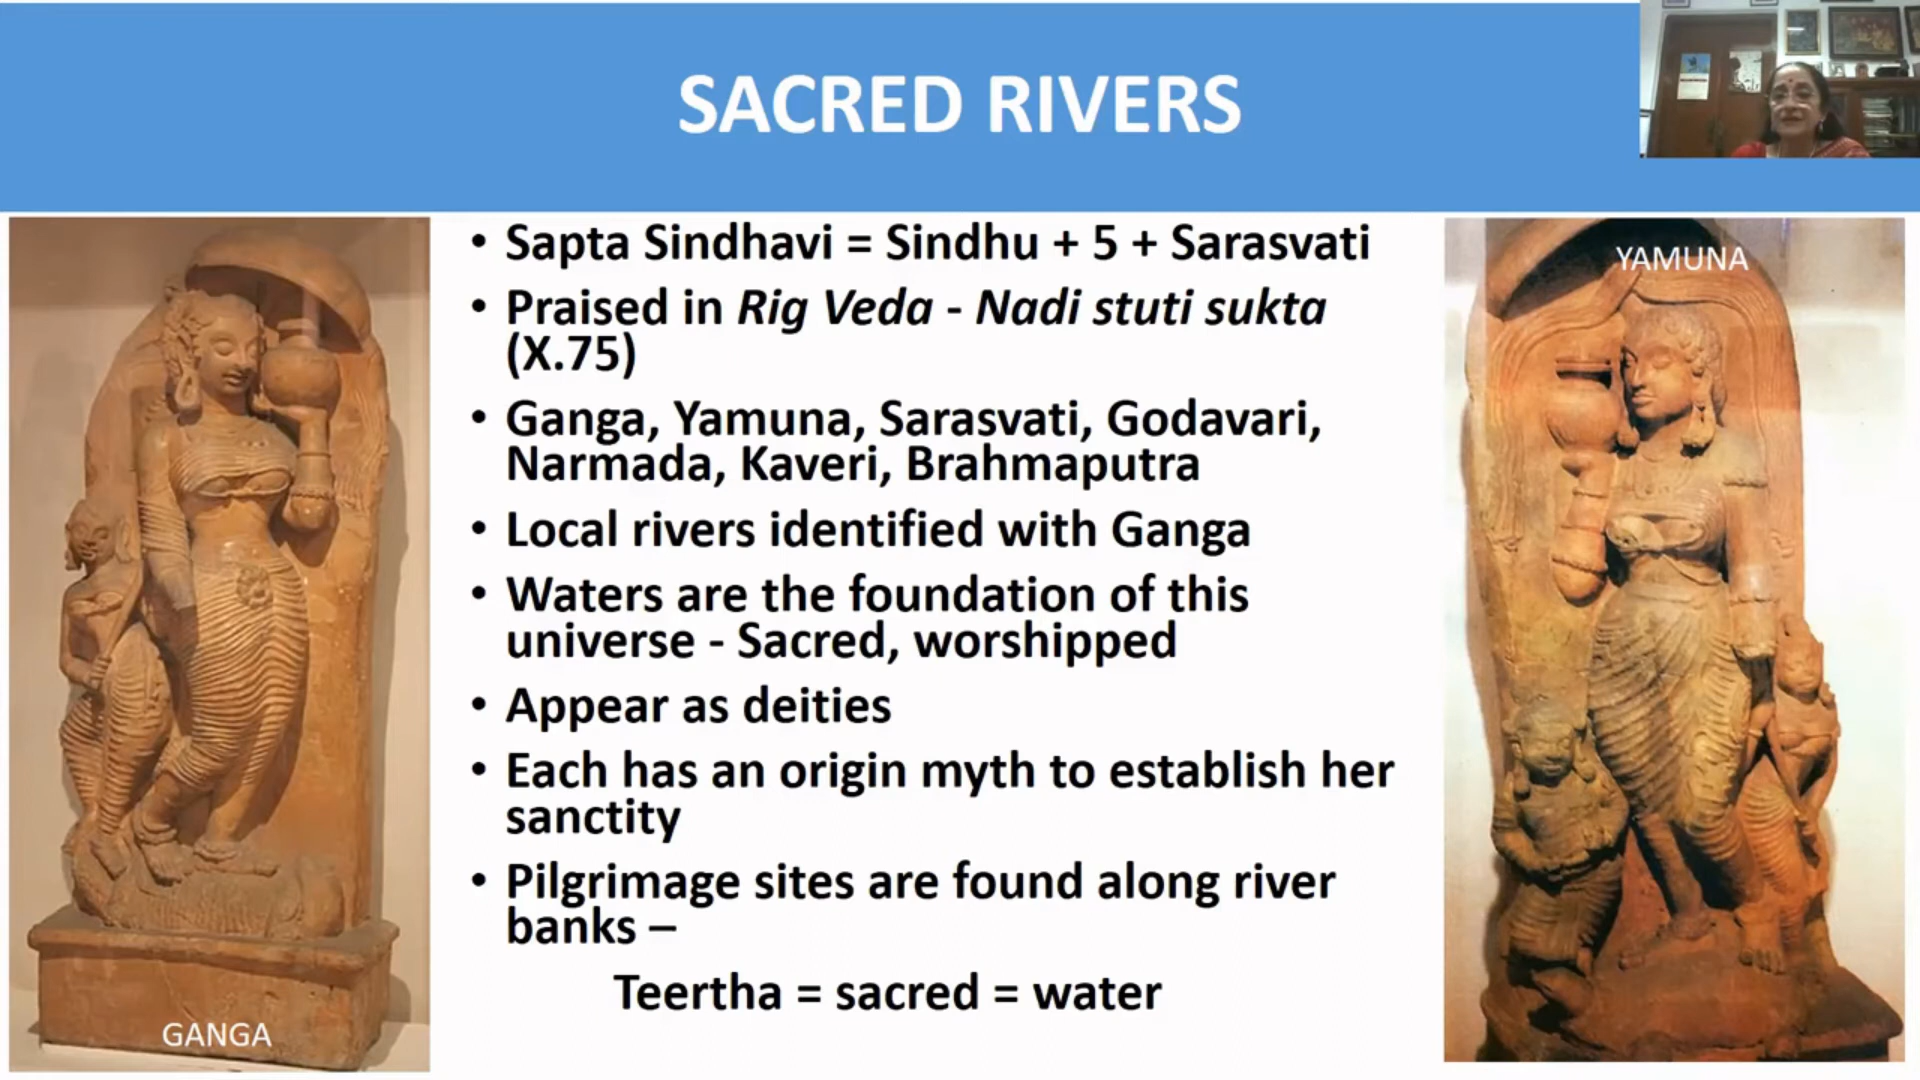 SACRED RIVERS
• Sapta Sindhavi = Sindhu + 5 + Sarasvati
• Praised in Rig Veda - Nadi stuti sukta
(X.75)
• Ganga, Yamuna, Sarasvati, Godavari,
Narmada, Kaveri, Brahmaputra
• Local rivers identified with Ganga
• Waters are the foundation of this
universe - Sacred, worshipped
• Appear as deities
• Each has an origin myth to establish her
sanctity
• Pilgrimage sites are found along river
banks –
Teertha = sacred = water
GANGA
YAMUNA